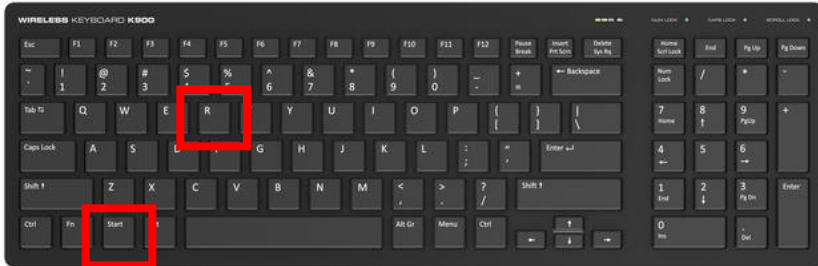 WIRELESS KEYBOARD K900 NUM LOCK CAPS LOCK SCROLL LOCK
Esc F1 F2 F3 F4 F5 F6 F7 F8 F9 F10 F11 F12 Pause Break Insert Prt Scrn Delete Sys Rq Home Scrl Lock End Pg Up Pg Down
~ ` ! 1 @ 2 # 3 $ % ^ 6 & 7 * 8 ( 9 ) 0 _ - + = ← Backspace Num Lock / * -
Tab Q W E R Y U I O P { [ } ] | \ 7 Home 8 ↑ 9 PgUp +
Caps Lock A S G H J K L : ; " ' Enter ↵ 4 ← 5 6 →
Shift ⬆ Z X C V B N M < , > . ? / Shift ⬆ 1 End 2 ↓ 3 Pg Dn Enter
Ctrl Fn Start Alt Gr Menu Ctrl ← ↑ ↓ → 0 Ins . Del